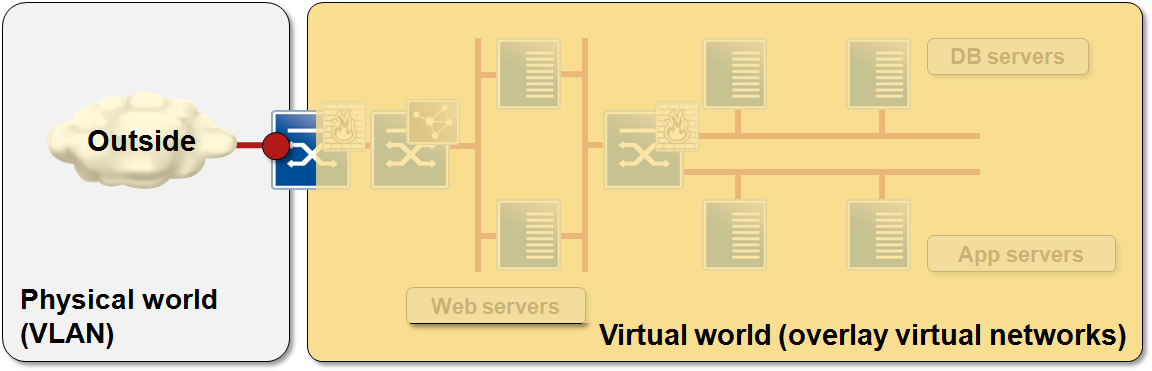 Outside
DB servers
App servers
Web servers
Physical world
(VLAN)
Virtual world (overlay virtual networks)